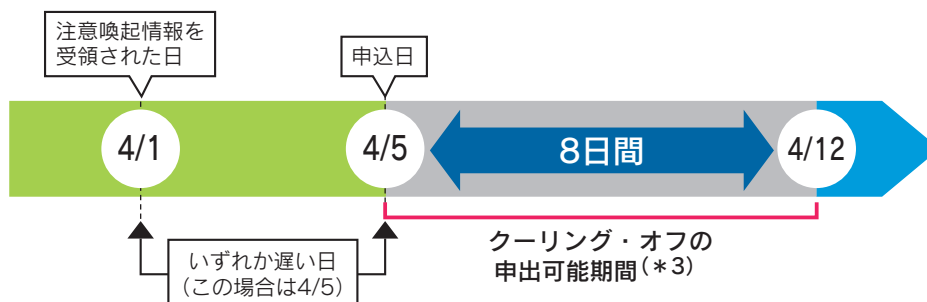 注意喚起情報を
受領された日
申込日
4/1
4/5
8日間
4/12
いずれか遅い日
(この場合は4/5)
クーリング・オフの
申出可能期間(*3)